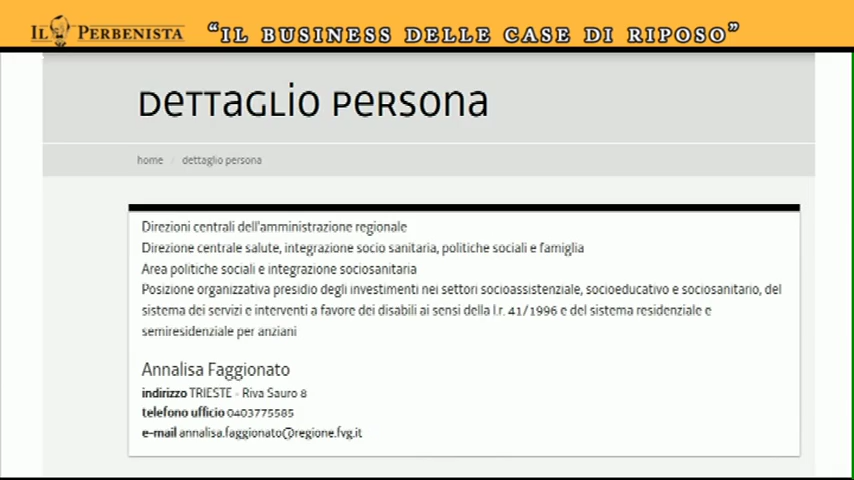 IL PERBENISTA
“IL BUSINESS DELLE CASE DI RIPOSO”
DETTAGLIO PERSONA
home / dettaglio persona
Direzioni centrali dell'amministrazione regionale
Direzione centrale salute, integrazione socio sanitaria, politiche sociali e famiglia
Area politiche sociali e integrazione sociosanitaria
Posizione organizzativa presidio degli investimenti nei settori socioassistenziale, socioeducativo e sociosanitario, del
sistema dei servizi e interventi a favore dei disabili ai sensi della l.r. 41/1996 e del sistema residenziale e
semiresidenziale per anziani
Annalisa Faggionato
indirizzo TRIESTE - Riva Sauro 8
telefono ufficio 0403775585
e-mail annalisa.faggionato@regione.fvg.it